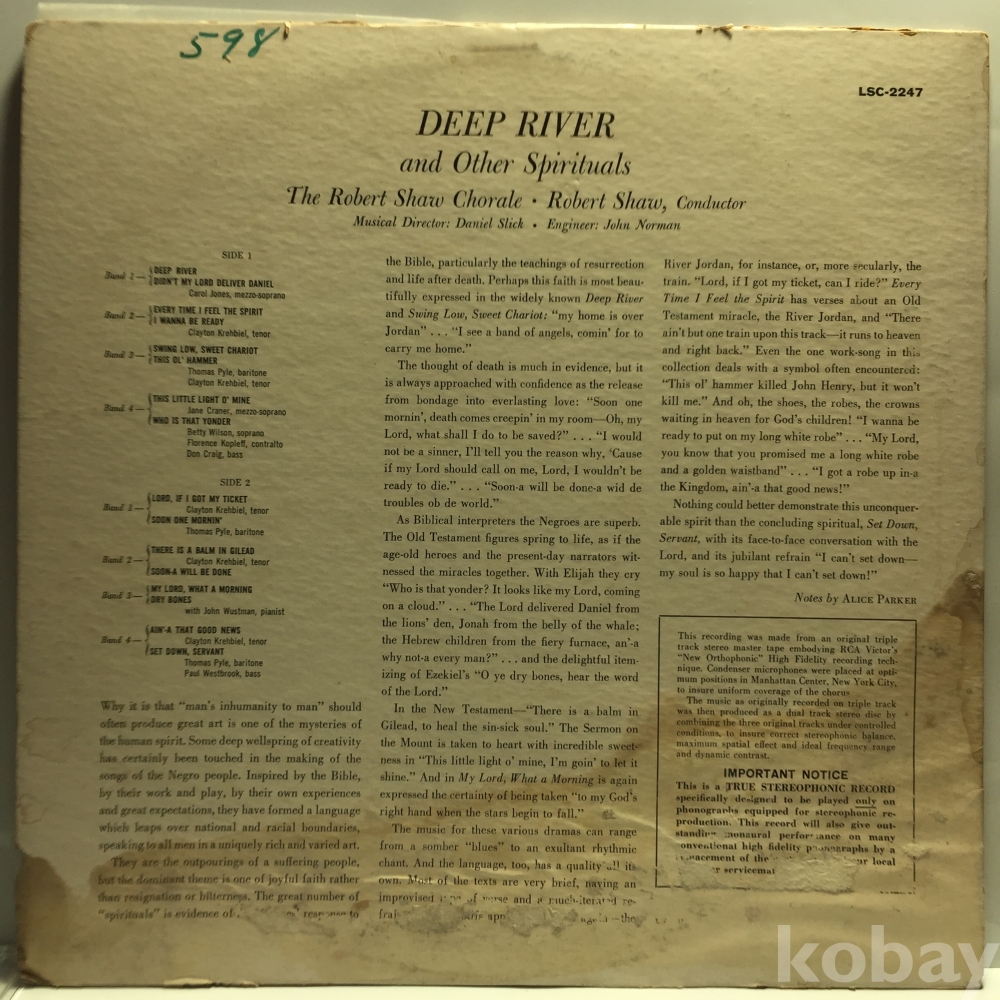 598
LSC-2247
DEEP RIVER
and Other Spirituals
The Robert Shaw Chorale • Robert Shaw, Conductor
Musical Director: Daniel Slick • Engineer: John Norman
SIDE 1
Band 1— DEEP RIVER
DIDN'T MY LORD DELIVER DANIEL
Carol Jones, mezzo-soprano
Band 2— EVERY TIME I FEEL THE SPIRIT
I WANNA BE READY
Clayton Krehbiel, tenor
Band 3— SWING LOW, SWEET CHARIOT
THIS OL' HAMMER
Thomas Pyle, baritone
Clayton Krehbiel, tenor
Band 4— THIS LITTLE LIGHT O' MINE
Jane Craner, mezzo-soprano
WHO IS THAT YONDER
Betty Wilson, soprano
Florence Kopleff, contralto
Don Craig, bass
SIDE 2
Band 1— LORD, IF I GOT MY TICKET
Clayton Krehbiel, tenor
SOON ONE MORNIN'
Thomas Pyle, baritone
Band 2— THERE IS A BALM IN GILEAD
Clayton Krehbiel, tenor
SOON-A WILL BE DONE
Band 3— MY LORD, WHAT A MORNING
DRY BONES
with John Wustman, pianist
Band 4— AIN'-A THAT GOOD NEWS
Clayton Krehbiel, tenor
SET DOWN, SERVANT
Thomas Pyle, baritone
Paul Westbrook, bass
Why it is that "man's inhumanity to man" should
often produce great art is one of the mysteries of
the human spirit. Some deep wellspring of creativity
has certainly been touched in the making of the
songs of the Negro people. Inspired by the Bible,
by their work and play, by their own experiences
and great expectations, they have formed a language
which leaps over national and racial boundaries,
speaking to all men in a uniquely rich and varied art.
They are the outpourings of a suffering people,
but the dominant theme is one of joyful faith rather
than resignation or bitterness. The great number of
"spirituals" is evidence of response to
the Bible, particularly the teachings of resurrection
and life after death. Perhaps this faith is most beau-
tifully expressed in the widely known Deep River
and Swing Low, Sweet Chariot: "my home is over
Jordan" . . . "I see a band of angels, comin' for to
carry me home."
The thought of death is much in evidence, but it
is always approached with confidence as the release
from bondage into everlasting love: "Soon one
mornin', death comes creepin' in my room—Oh, my
Lord, what shall I do to be saved?" . . . "I would
not be a sinner, I'll tell you the reason why, 'Cause
if my Lord should call on me, Lord, I wouldn't be
ready to die." . . . "Soon-a will be done-a wid de
troubles ob de world."
As Biblical interpreters the Negroes are superb.
The Old Testament figures spring to life, as if the
age-old heroes and the present-day narrators wit-
nessed the miracles together. With Elijah they cry
"Who is that yonder? It looks like my Lord, coming
on a cloud." . . . "The Lord delivered Daniel from
the lions' den, Jonah from the belly of the whale;
the Hebrew children from the fiery furnace, an'-a
why not-a every man?" . . . and the delightful item-
izing of Ezekiel's "O ye dry bones, hear the word
of the Lord."
In the New Testament—"There is a balm in
Gilead, to heal the sin-sick soul." The Sermon on
the Mount is taken to heart with incredible sweet-
ness in "This little light o' mine, I'm goin' to let it
shine." And in My Lord, What a Morning is again
expressed the certainty of being taken "to my God's
right hand when the stars begin to fall."
The music for these various dramas can range
from a somber "blues" to an exultant rhythmic
chant. And the language, too, has a quality all its
own. Most of the texts are very brief, having an
improvised of verse and a much-iterated re-
the
River Jordan, for instance, or, more secularly, the
train. "Lord, if I got my ticket, can I ride?" Every
Time I Feel the Spirit has verses about an Old
Testament miracle, the River Jordan, and "There
ain't but one train upon this track—it runs to heaven
and right back." Even the one work-song in this
collection deals with a symbol often encountered:
"This ol' hammer killed John Henry, but it won't
kill me." And oh, the shoes, the robes, the crowns
waiting in heaven for God's children! "I wanna be
ready to put on my long white robe" . . . "My Lord,
you know that you promised me a long white robe
and a golden waistband" . . . "I got a robe up in-a
the Kingdom, ain'-a that good news!"
Nothing could better demonstrate this unconquer-
able spirit than the concluding spiritual, Set Down,
Servant, with its face-to-face conversation with the
Lord, and its jubilant refrain "I can't set down—
my soul is so happy that I can't set down!"
Notes by ALICE PARKER
This recording was made from an original triple
track stereo master tape embodying RCA Victor's
"New Orthophonic" High Fidelity recording tech-
nique. Condenser microphones were placed at opti-
mum positions in Manhattan Center, New York City,
to insure uniform coverage of the chorus
The music as originally recorded on triple track
was then produced as a dual track stereo disc by
combining the three original tracks under controlled
conditions, to insure correct stereophonic balance,
maximum spatial effect and ideal frequency range
and dynamic contrast.
IMPORTANT NOTICE
This is a TRUE STEREOPHONIC RECORD
specifically designed to be played only on
phonographs equipped for stereophonic re-
production. This record will also give out-
standing monaural performance on many
conventional high fidelity phonographs by a
of the local
servicemat
kobay